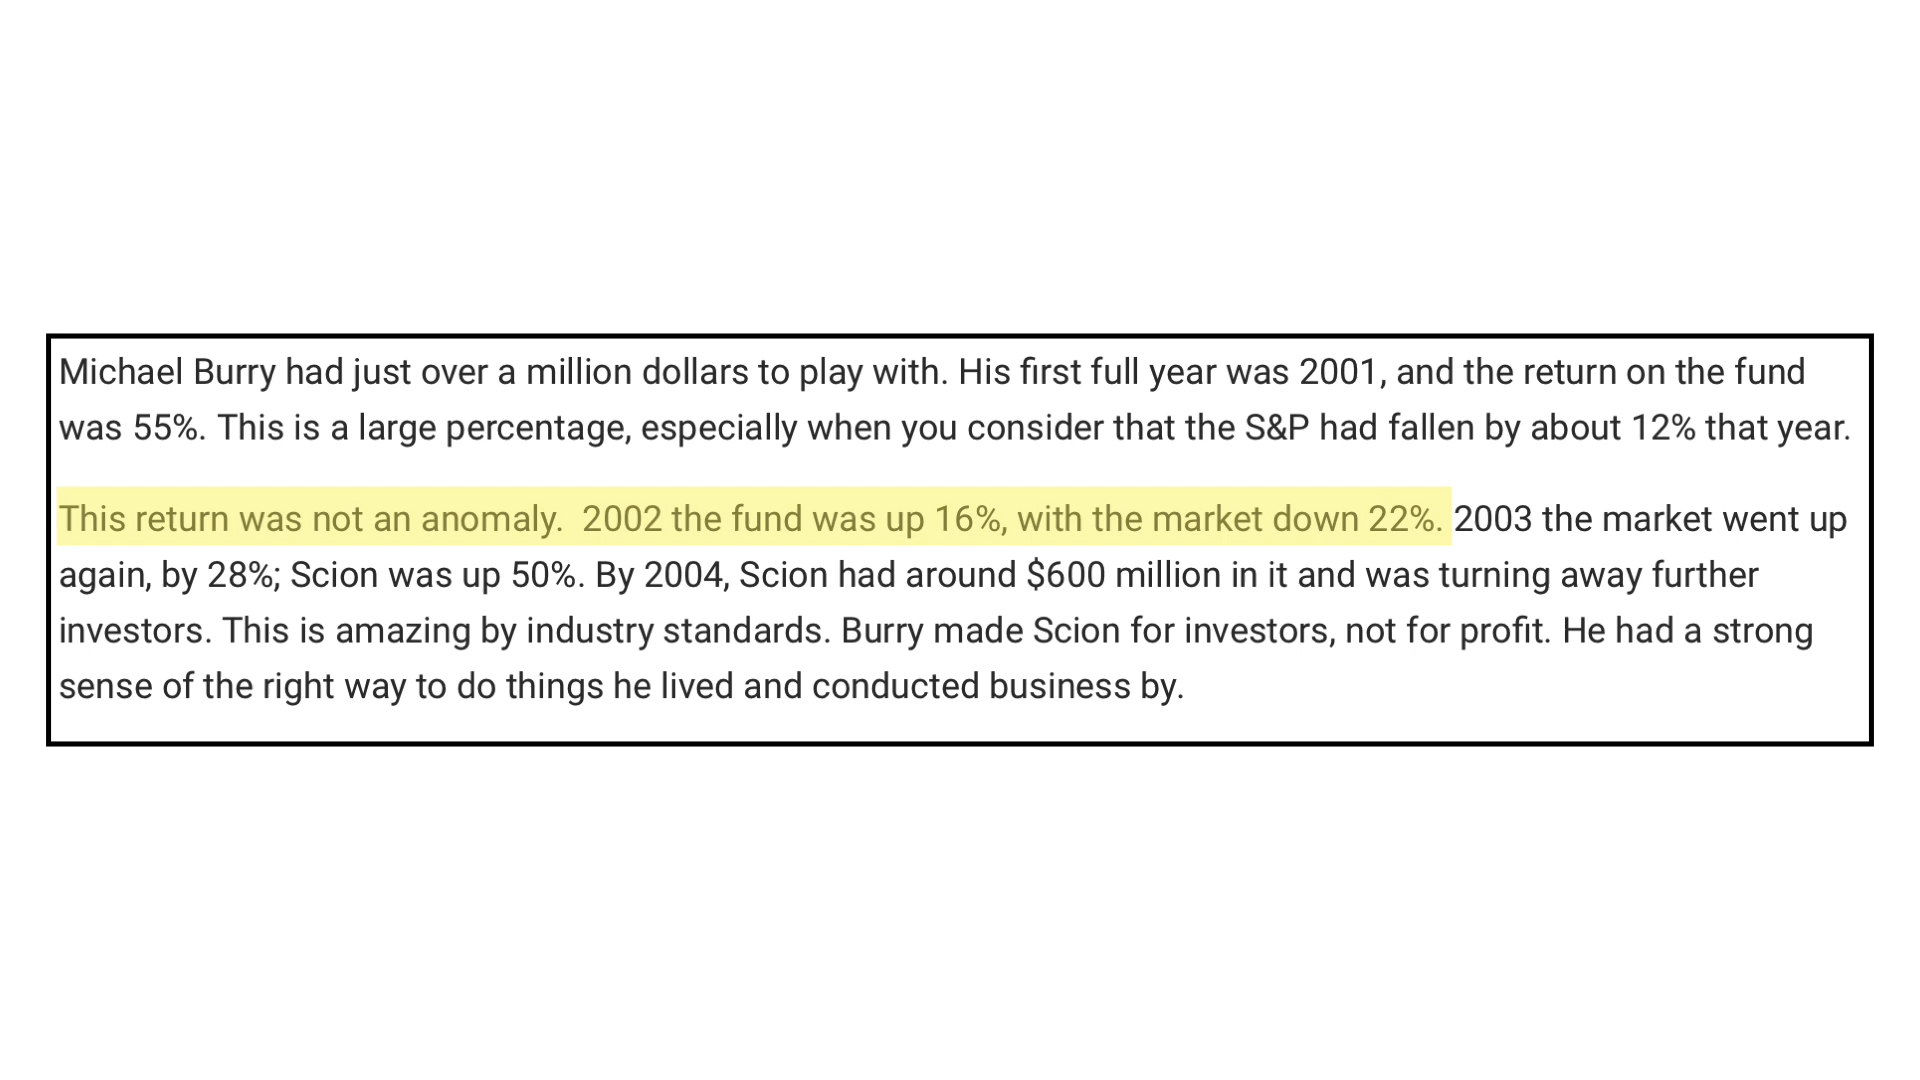 Michael Burry had just over a million dollars to play with. His first full year was 2001, and the return on the fund
was 55%. This is a large percentage, especially when you consider that the S&P had fallen by about 12% that year.
This return was not an anomaly.  2002 the fund was up 16%, with the market down 22%. 2003 the market went up
again, by 28%; Scion was up 50%. By 2004, Scion had around $600 million in it and was turning away further
investors. This is amazing by industry standards. Burry made Scion for investors, not for profit. He had a strong
sense of the right way to do things he lived and conducted business by.